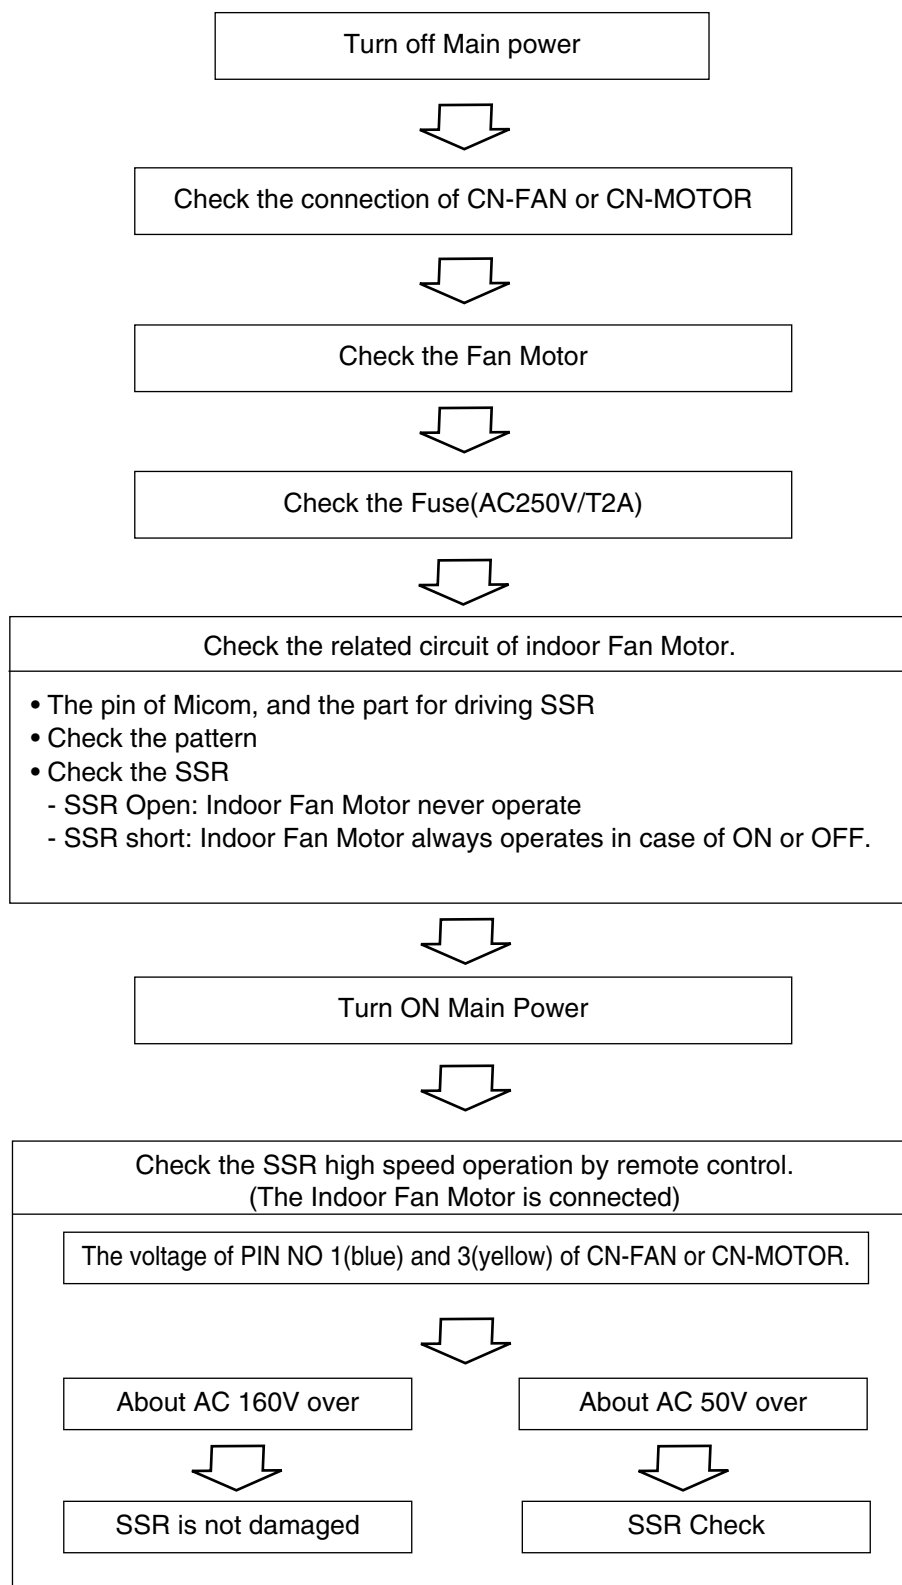 Turn off Main power
Check the connection of CN-FAN or CN-MOTOR
Check the Fan Motor
Check the Fuse(AC250V/T2A)
Check the related circuit of indoor Fan Motor.
• The pin of Micom, and the part for driving SSR
• Check the pattern
• Check the SSR
- SSR Open: Indoor Fan Motor never operate
- SSR short: Indoor Fan Motor always operates in case of ON or OFF.
Turn ON Main Power
Check the SSR high speed operation by remote control.
(The Indoor Fan Motor is connected)
The voltage of PIN NO 1(blue) and 3(yellow) of CN-FAN or CN-MOTOR.
About AC 160V over
About AC 50V over
SSR is not damaged
SSR Check